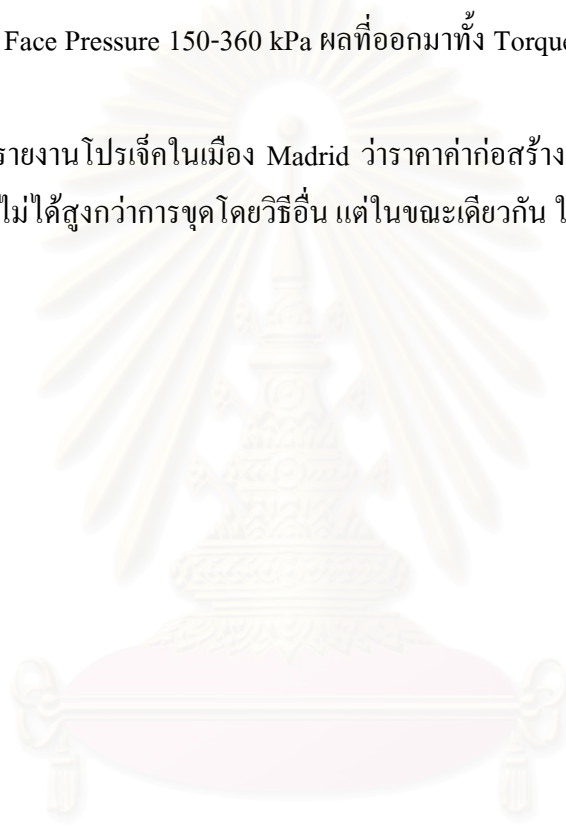 Face Pressure 150-360 kPa ผลที่ออกมาทั้ง Torque
รายงานโปรเจ็คในเมือง Madrid ว่าราคาค่าก่อสร้าง
ไม่ได้สูงกว่าการขุดโดยวิธีอื่น แต่ในขณะเดียวกัน ใ